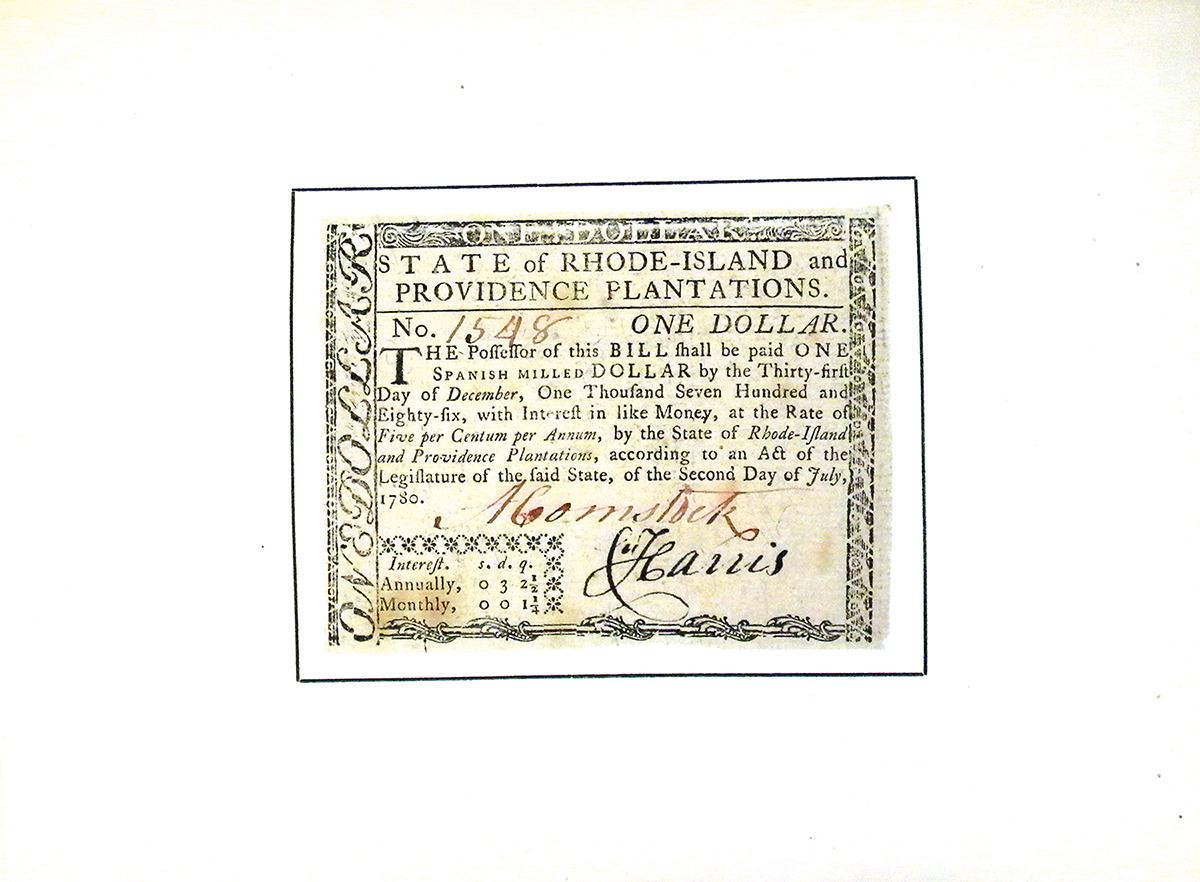 ONE DOLLAR
ONE DOLLAR
STATE of RHODE-ISLAND and
PROVIDENCE PLANTATIONS.
No. 1548 ONE DOLLAR.
THE Poſſeſſor of this BILL ſhall be paid ONE
SPANISH MILLED DOLLAR by the Thirty-firſt
Day of December, One Thouſand Seven Hundred and
Eighty-ſix, with Intereſt in like Money, at the Rate of
Five per Centum per Annum, by the State of Rhode-Iſland
and Providence Plantations, according to an Act of the
Legiſlature of the ſaid State, of the Second Day of July,
1780.
AComstock
Harris
Intereſt. s. d. q.
Annually, 0 3 2½
Monthly, 0 0 1¼